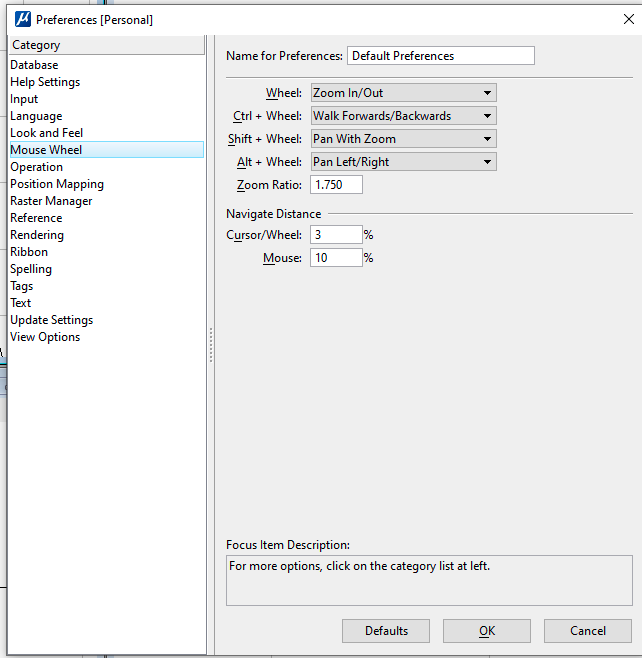 Preferences [Personal]
Category
Database
Help Settings
Input
Language
Look and Feel
Mouse Wheel
Operation
Position Mapping
Raster Manager
Reference
Rendering
Ribbon
Spelling
Tags
Text
Update Settings
View Options
Name for Preferences: Default Preferences
Wheel: Zoom In/Out
Ctrl + Wheel: Walk Forwards/Backwards
Shift + Wheel: Pan With Zoom
Alt + Wheel: Pan Left/Right
Zoom Ratio: 1.750
Navigate Distance
Cursor/Wheel: 3 %
Mouse: 10 %
Focus Item Description:
For more options, click on the category list at left.
Defaults OK Cancel